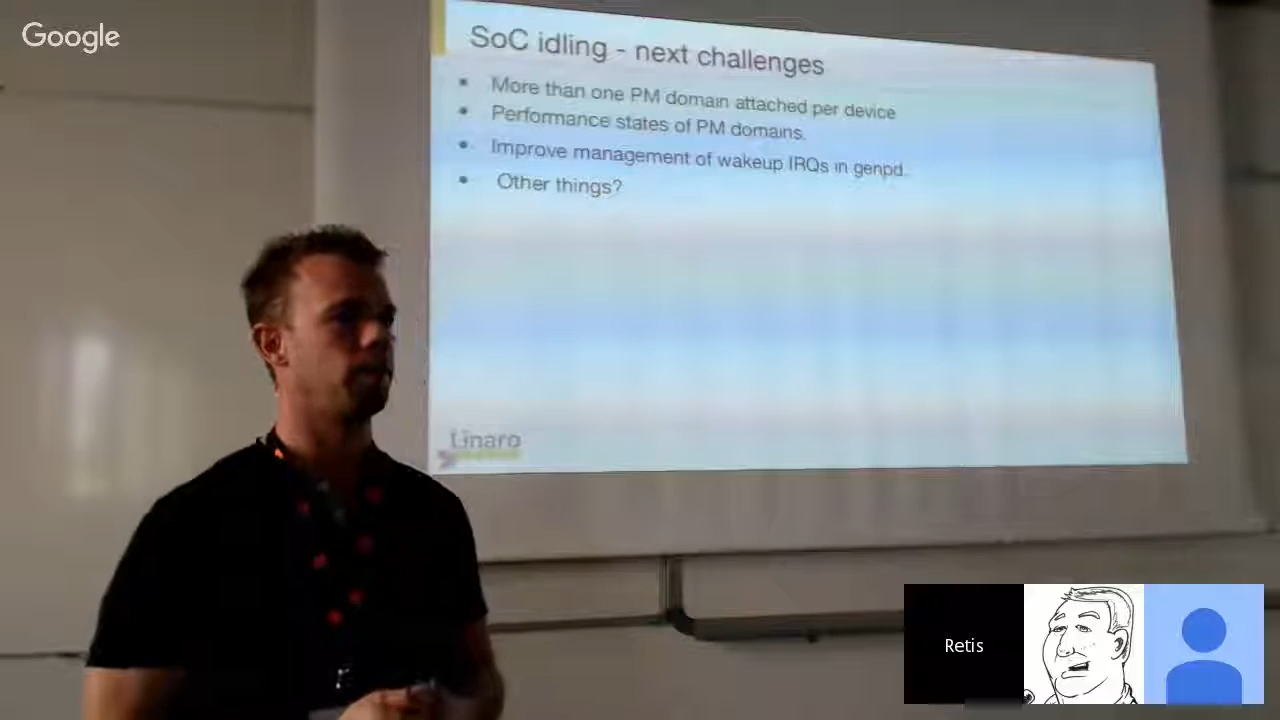 Google
SoC idling - next challenges
• More than one PM domain attached per device
• Performance states of PM domains.
• Improve management of wakeup IRQs in genpd.
• Other things?
Linaro
Retis